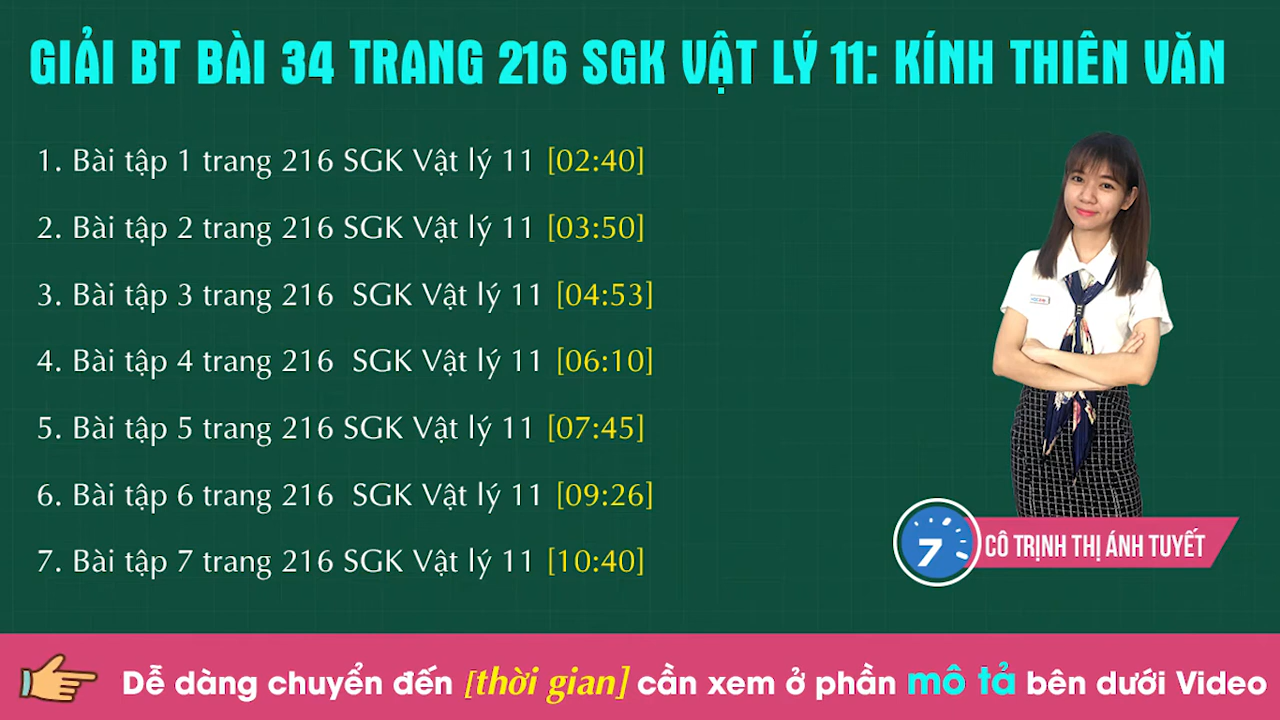 GIẢI BT BÀI 34 TRANG 216 SGK VẬT LÝ 11: KÍNH THIÊN VĂN
1. Bài tập 1 trang 216 SGK Vật lý 11 [02:40]
2. Bài tập 2 trang 216 SGK Vật lý 11 [03:50]
3. Bài tập 3 trang 216 SGK Vật lý 11 [04:53]
4. Bài tập 4 trang 216 SGK Vật lý 11 [06:10]
5. Bài tập 5 trang 216 SGK Vật lý 11 [07:45]
6. Bài tập 6 trang 216 SGK Vật lý 11 [09:26]
7. Bài tập 7 trang 216 SGK Vật lý 11 [10:40]
7 CÔ TRỊNH THỊ ÁNH TUYẾT
Dễ dàng chuyển đến [thời gian] cần xem ở phần mô tả bên dưới Video